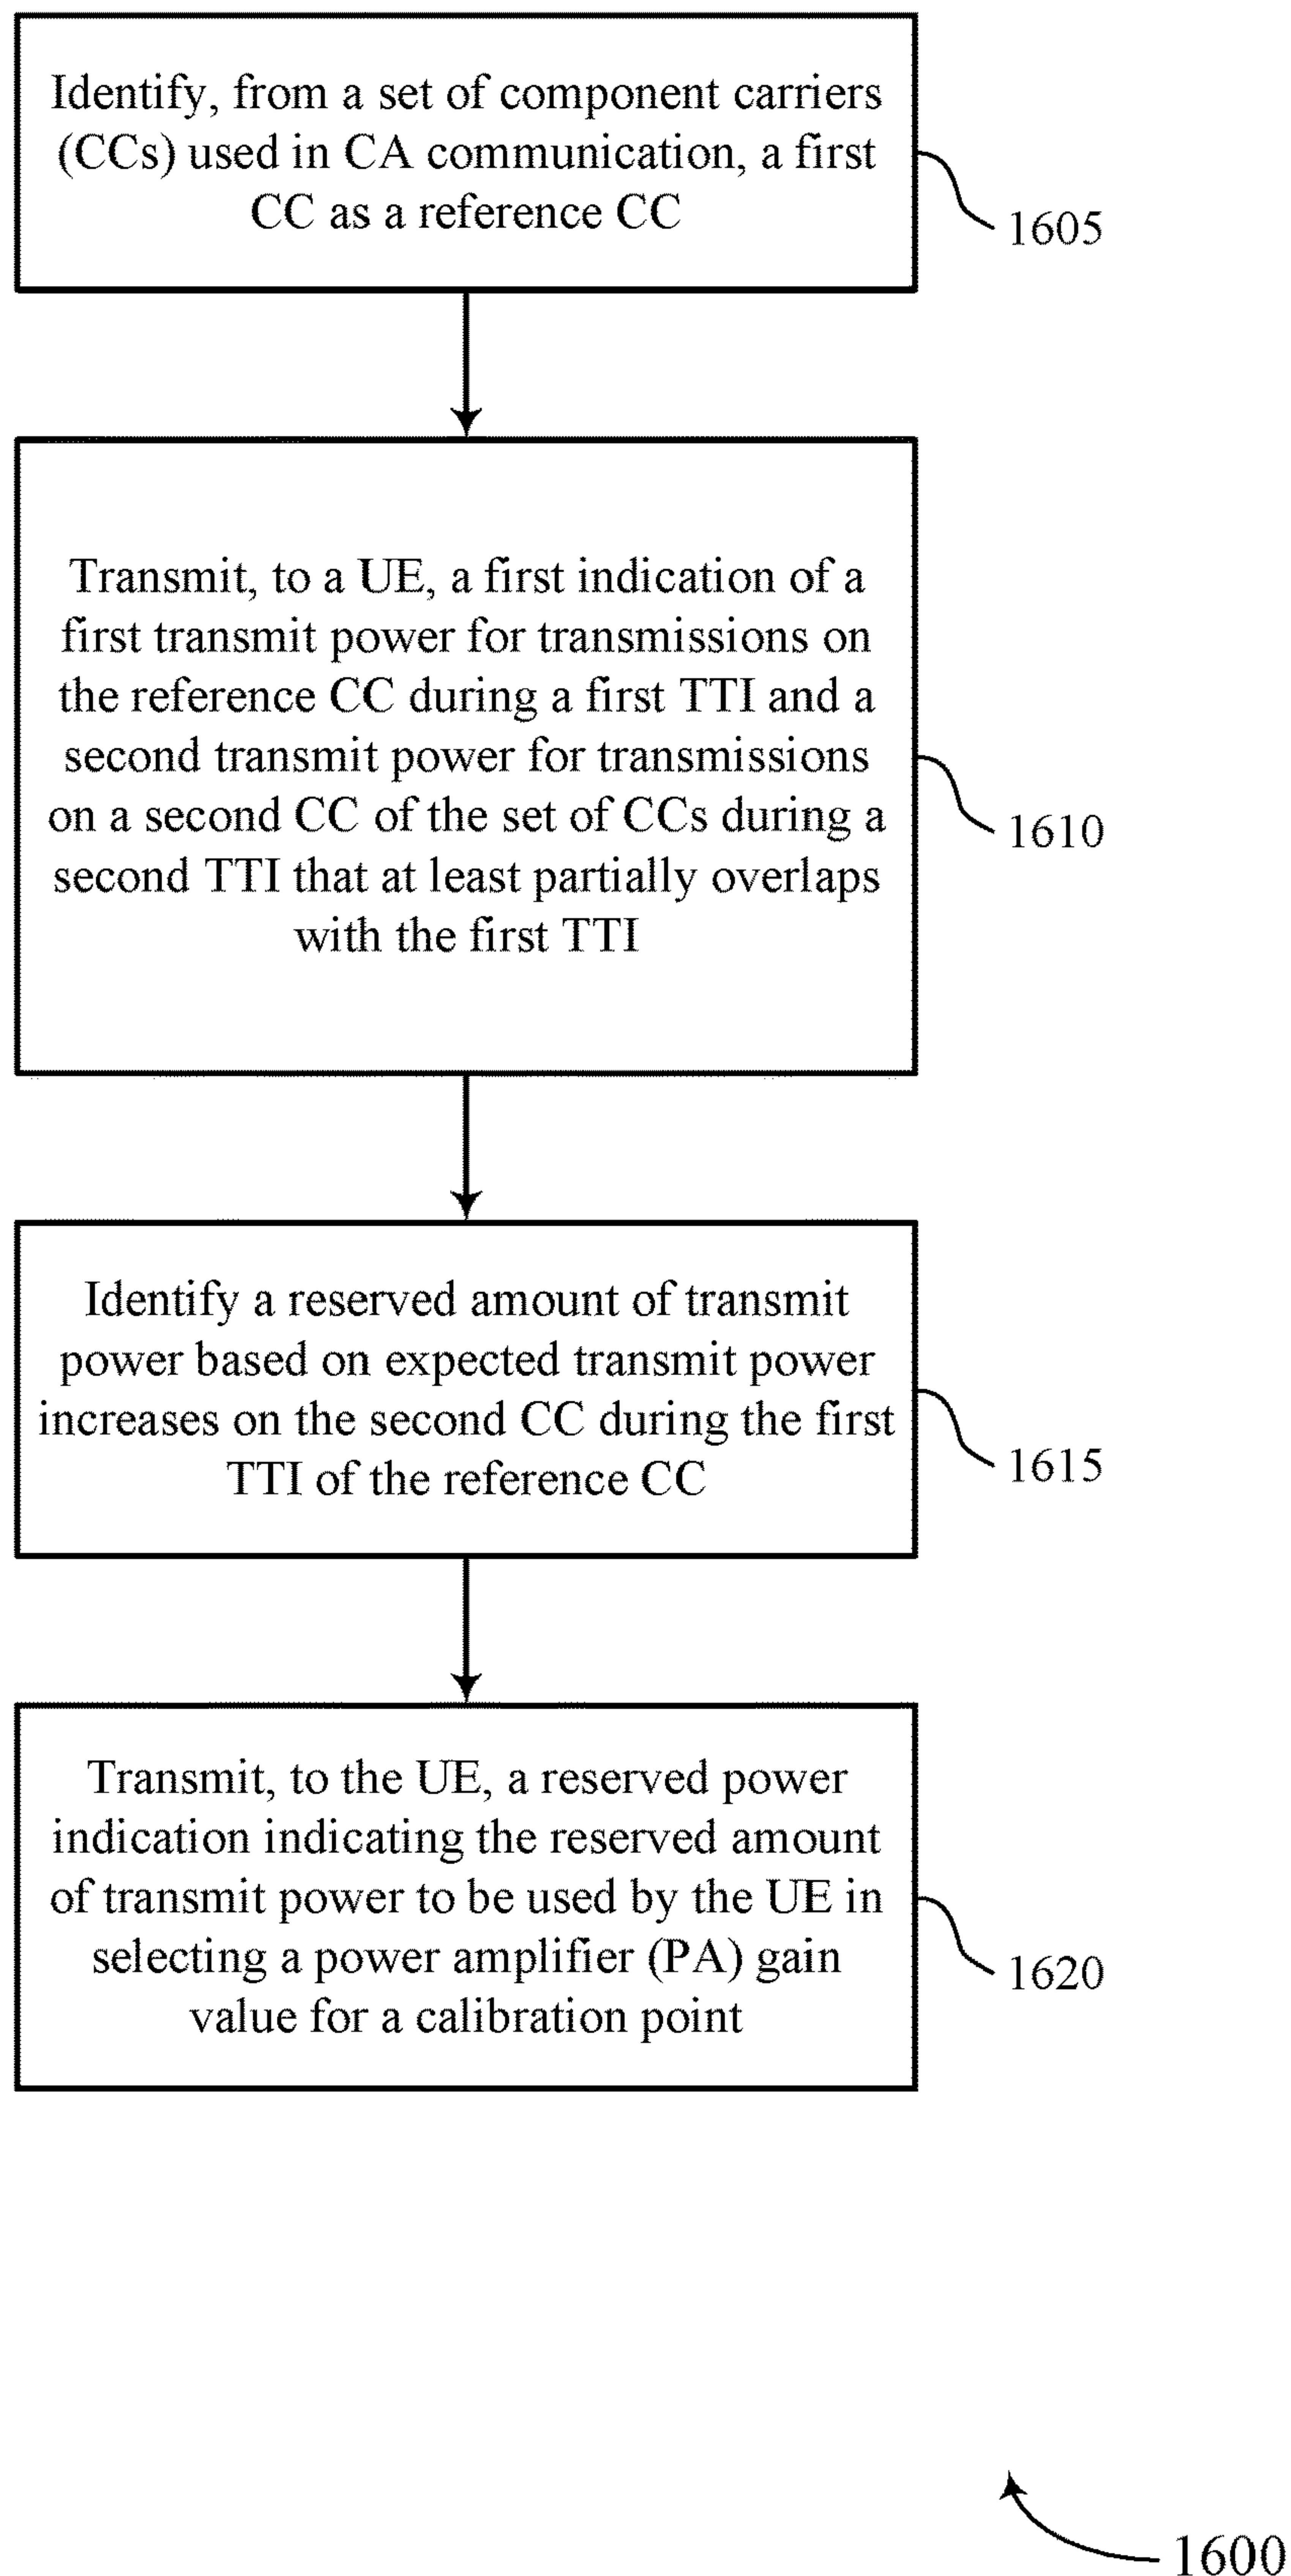 Identify, from a set of component carriers
(CCs) used in CA communication, a first
CC as a reference CC
1605
Transmit, to a UE, a first indication of a
first transmit power for transmissions on
the reference CC during a first TTI and a
second transmit power for transmissions
on a second CC of the set of CCs during a
second TTI that at least partially overlaps
with the first TTI
1610
Identify a reserved amount of transmit
power based on expected transmit power
increases on the second CC during the first
TTI of the reference CC
1615
Transmit, to the UE, a reserved power
indication indicating the reserved amount
of transmit power to be used by the UE in
selecting a power amplifier (PA) gain
value for a calibration point
1620
1600